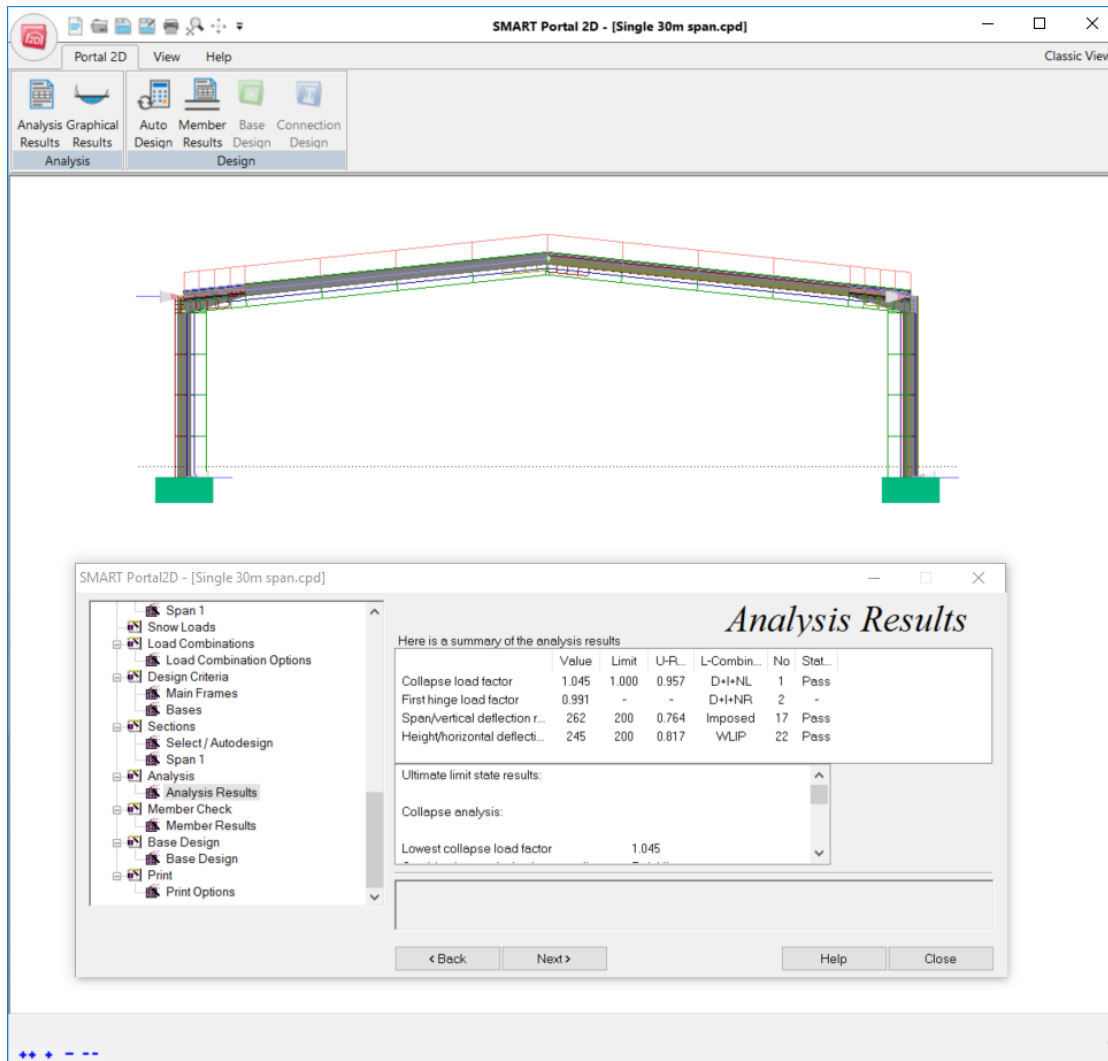 SMART Portal 2D - [Single 30m span.cpd]
Portal 2D View Help Classic View
Analysis Results
Graphical Results
Auto Design
Member Results
Base Design
Connection Design
Analysis Design
SMART Portal2D - [Single 30m span.cpd]
Span 1
Snow Loads
Load Combinations
Load Combination Options
Design Criteria
Main Frames
Bases
Sections
Select / Autodesign
Span 1
Analysis
Analysis Results
Member Check
Member Results
Base Design
Base Design
Print
Print Options
Analysis Results
Here is a summary of the analysis results
Value Limit U-R... L-Combin... No Stat...
Collapse load factor 1.045 1.000 0.957 D+I+NL 1 Pass
First hinge load factor 0.991 - - D+I+NR 2 -
Span/vertical deflection r... 262 200 0.764 Imposed 17 Pass
Height/horizontal deflecti... 245 200 0.817 WLIP 22 Pass
Ultimate limit state results:
Collapse analysis:
Lowest collapse load factor 1.045
< Back Next > Help Close
++ + - --